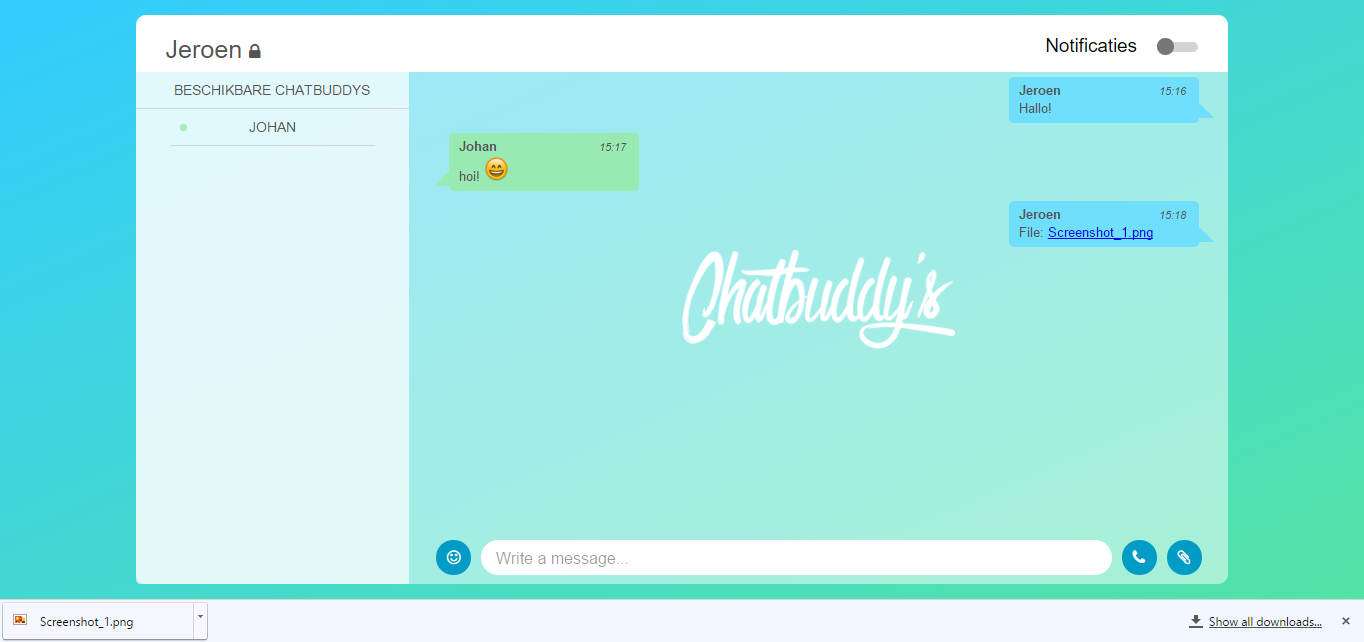 Jeroen
Notificaties
BESCHIKBARE CHATBUDDYS
JOHAN
Jeroen 15:16
Hallo!
Johan 15:17
hoi! 😄
Jeroen 15:18
File: Screenshot_1.png
Chatbuddy's
Write a message...
Screenshot_1.png
Show all downloads...